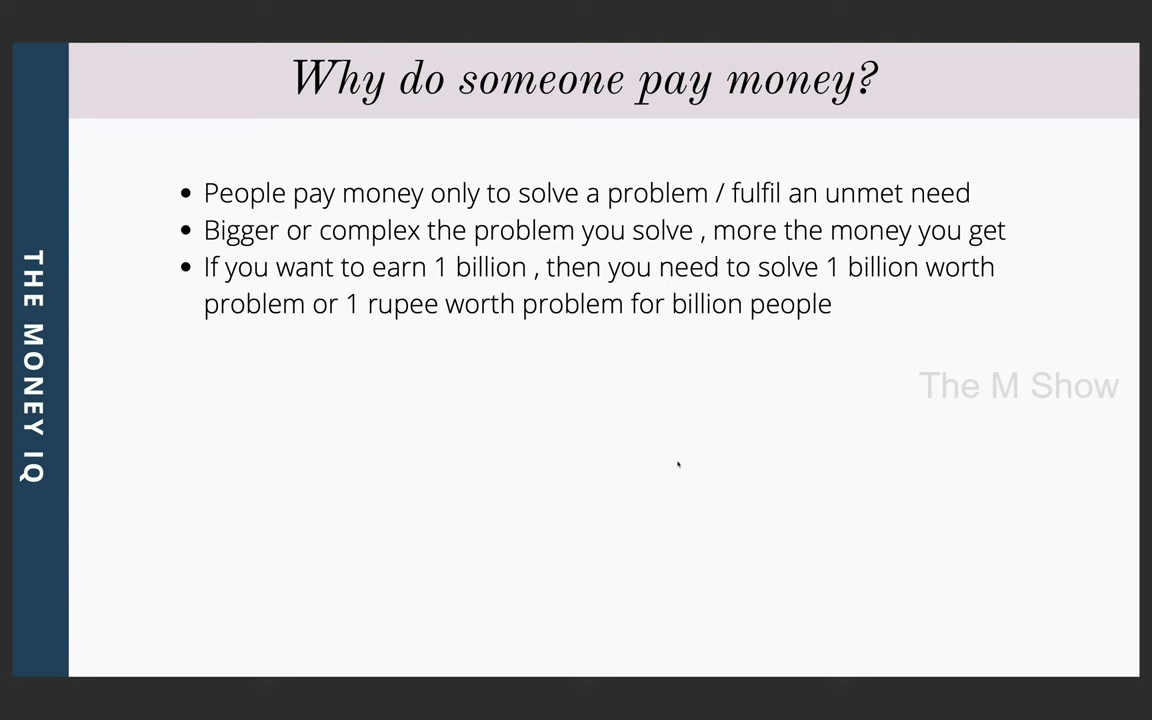 Why do someone pay money?
• People pay money only to solve a problem / fulfil an unmet need
• Bigger or complex the problem you solve , more the money you get
• If you want to earn 1 billion , then you need to solve 1 billion worth
problem or 1 rupee worth problem for billion people
The M Show
THE MONEY IQ